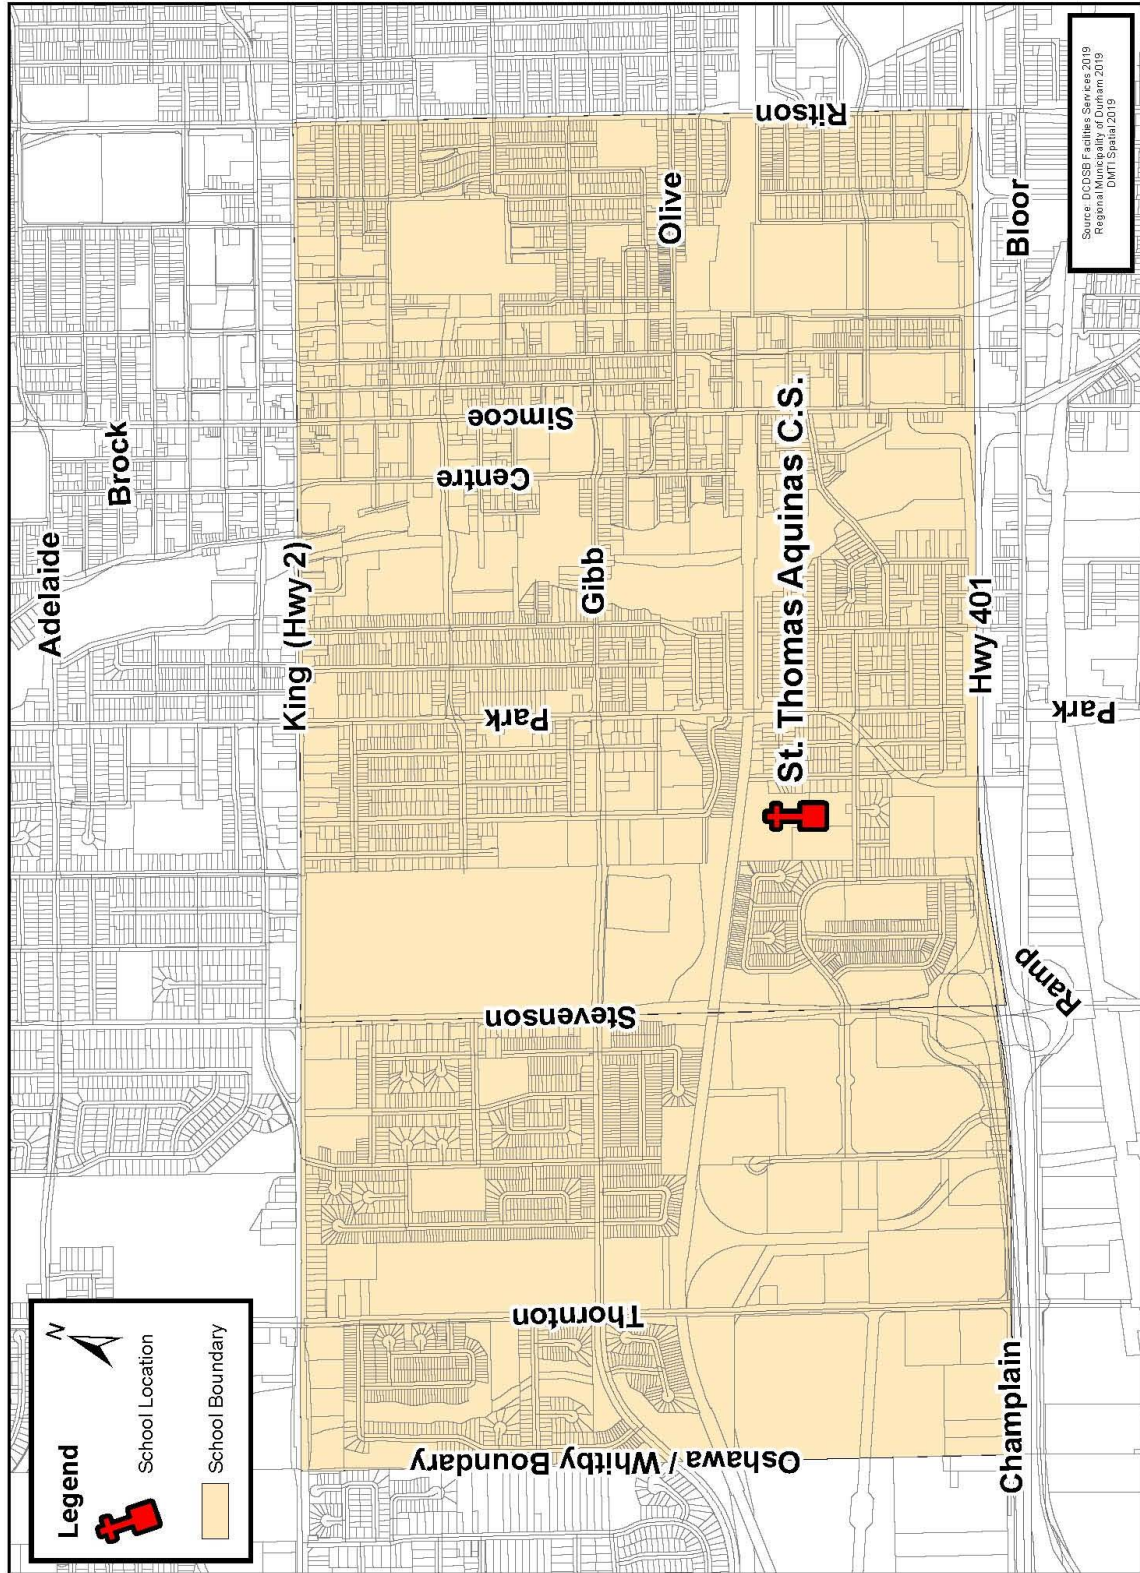 Legend
N
School Location
School Boundary
Adelaide
Brock
King (Hwy 2)
Oshawa / Whitby Boundary
Thornton
Stevenson
Park
Gibb
Centre
Simcoe
Olive
Ritson
St. Thomas Aquinas C.S.
Champlain
Ramp
Hwy 401
Park
Bloor
Source: DCDSB Facilities Services 2019
Regional Municipality of Durham 2019
DMTI Spatial 2019